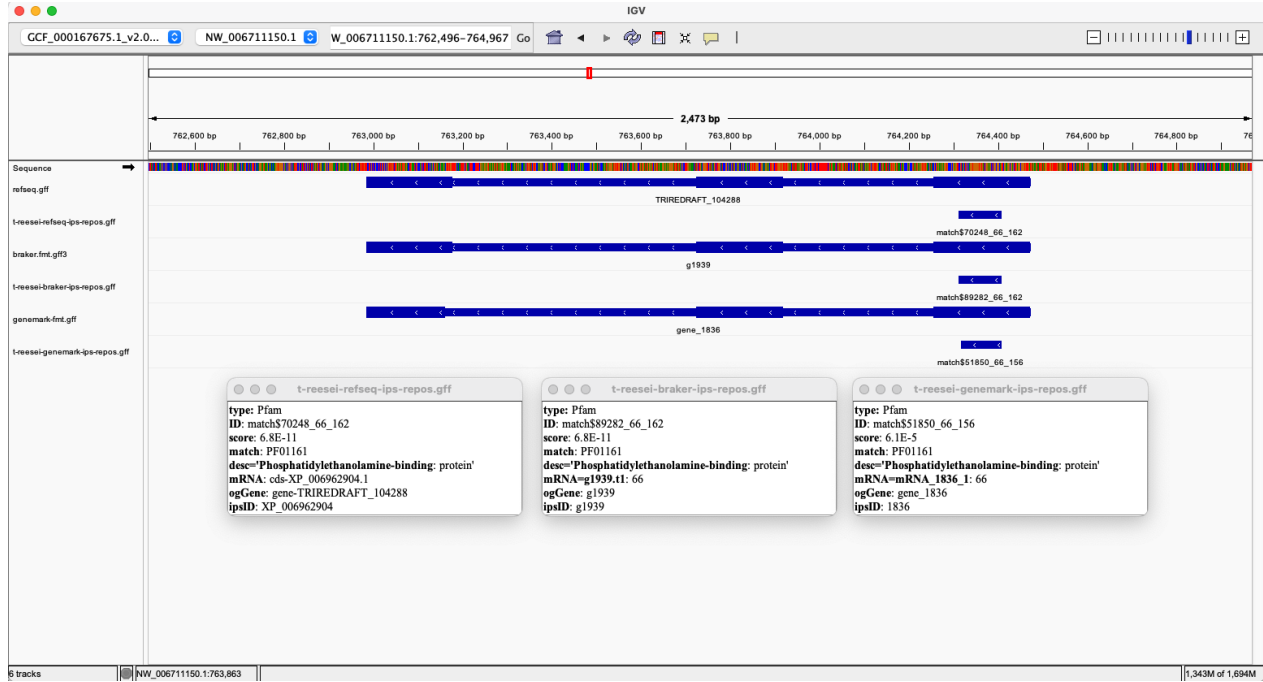 IGV
GCF_000167675.1_v2.0... NW_006711150.1 W_006711150.1:762,496-764,967 Go
2,473 bp
762,600 bp 762,800 bp 763,000 bp 763,200 bp 763,400 bp 763,600 bp 763,800 bp 764,000 bp 764,200 bp 764,400 bp 764,600 bp 764,800 bp 76
Sequence
refseq.gff
TRIREDRAFT_104288
t-reesei-refseq-ips-repos.gff
match$70248_66_162
braker.fmt.gff3
g1939
t-reesei-braker-ips-repos.gff
match$89282_66_162
genemark-fmt.gff
gene_1836
t-reesei-genemark-ips-repos.gff
match$51850_66_156
t-reesei-refseq-ips-repos.gff
type: Pfam
ID: match$70248_66_162
score: 6.8E-11
match: PF01161
desc='Phosphatidylethanolamine-binding: protein'
mRNA: cds-XP_006962904.1
ogGene: gene-TRIREDRAFT_104288
ipsID: XP_006962904
t-reesei-braker-ips-repos.gff
type: Pfam
ID: match$89282_66_162
score: 6.8E-11
match: PF01161
desc='Phosphatidylethanolamine-binding: protein'
mRNA=g1939.t1: 66
ogGene: g1939
ipsID: g1939
t-reesei-genemark-ips-repos.gff
type: Pfam
ID: match$51850_66_156
score: 6.1E-5
match: PF01161
desc='Phosphatidylethanolamine-binding: protein'
mRNA=mRNA_1836_1: 66
ogGene: gene_1836
ipsID: 1836
6 tracks NW_006711150.1:763,863 1,343M of 1,694M